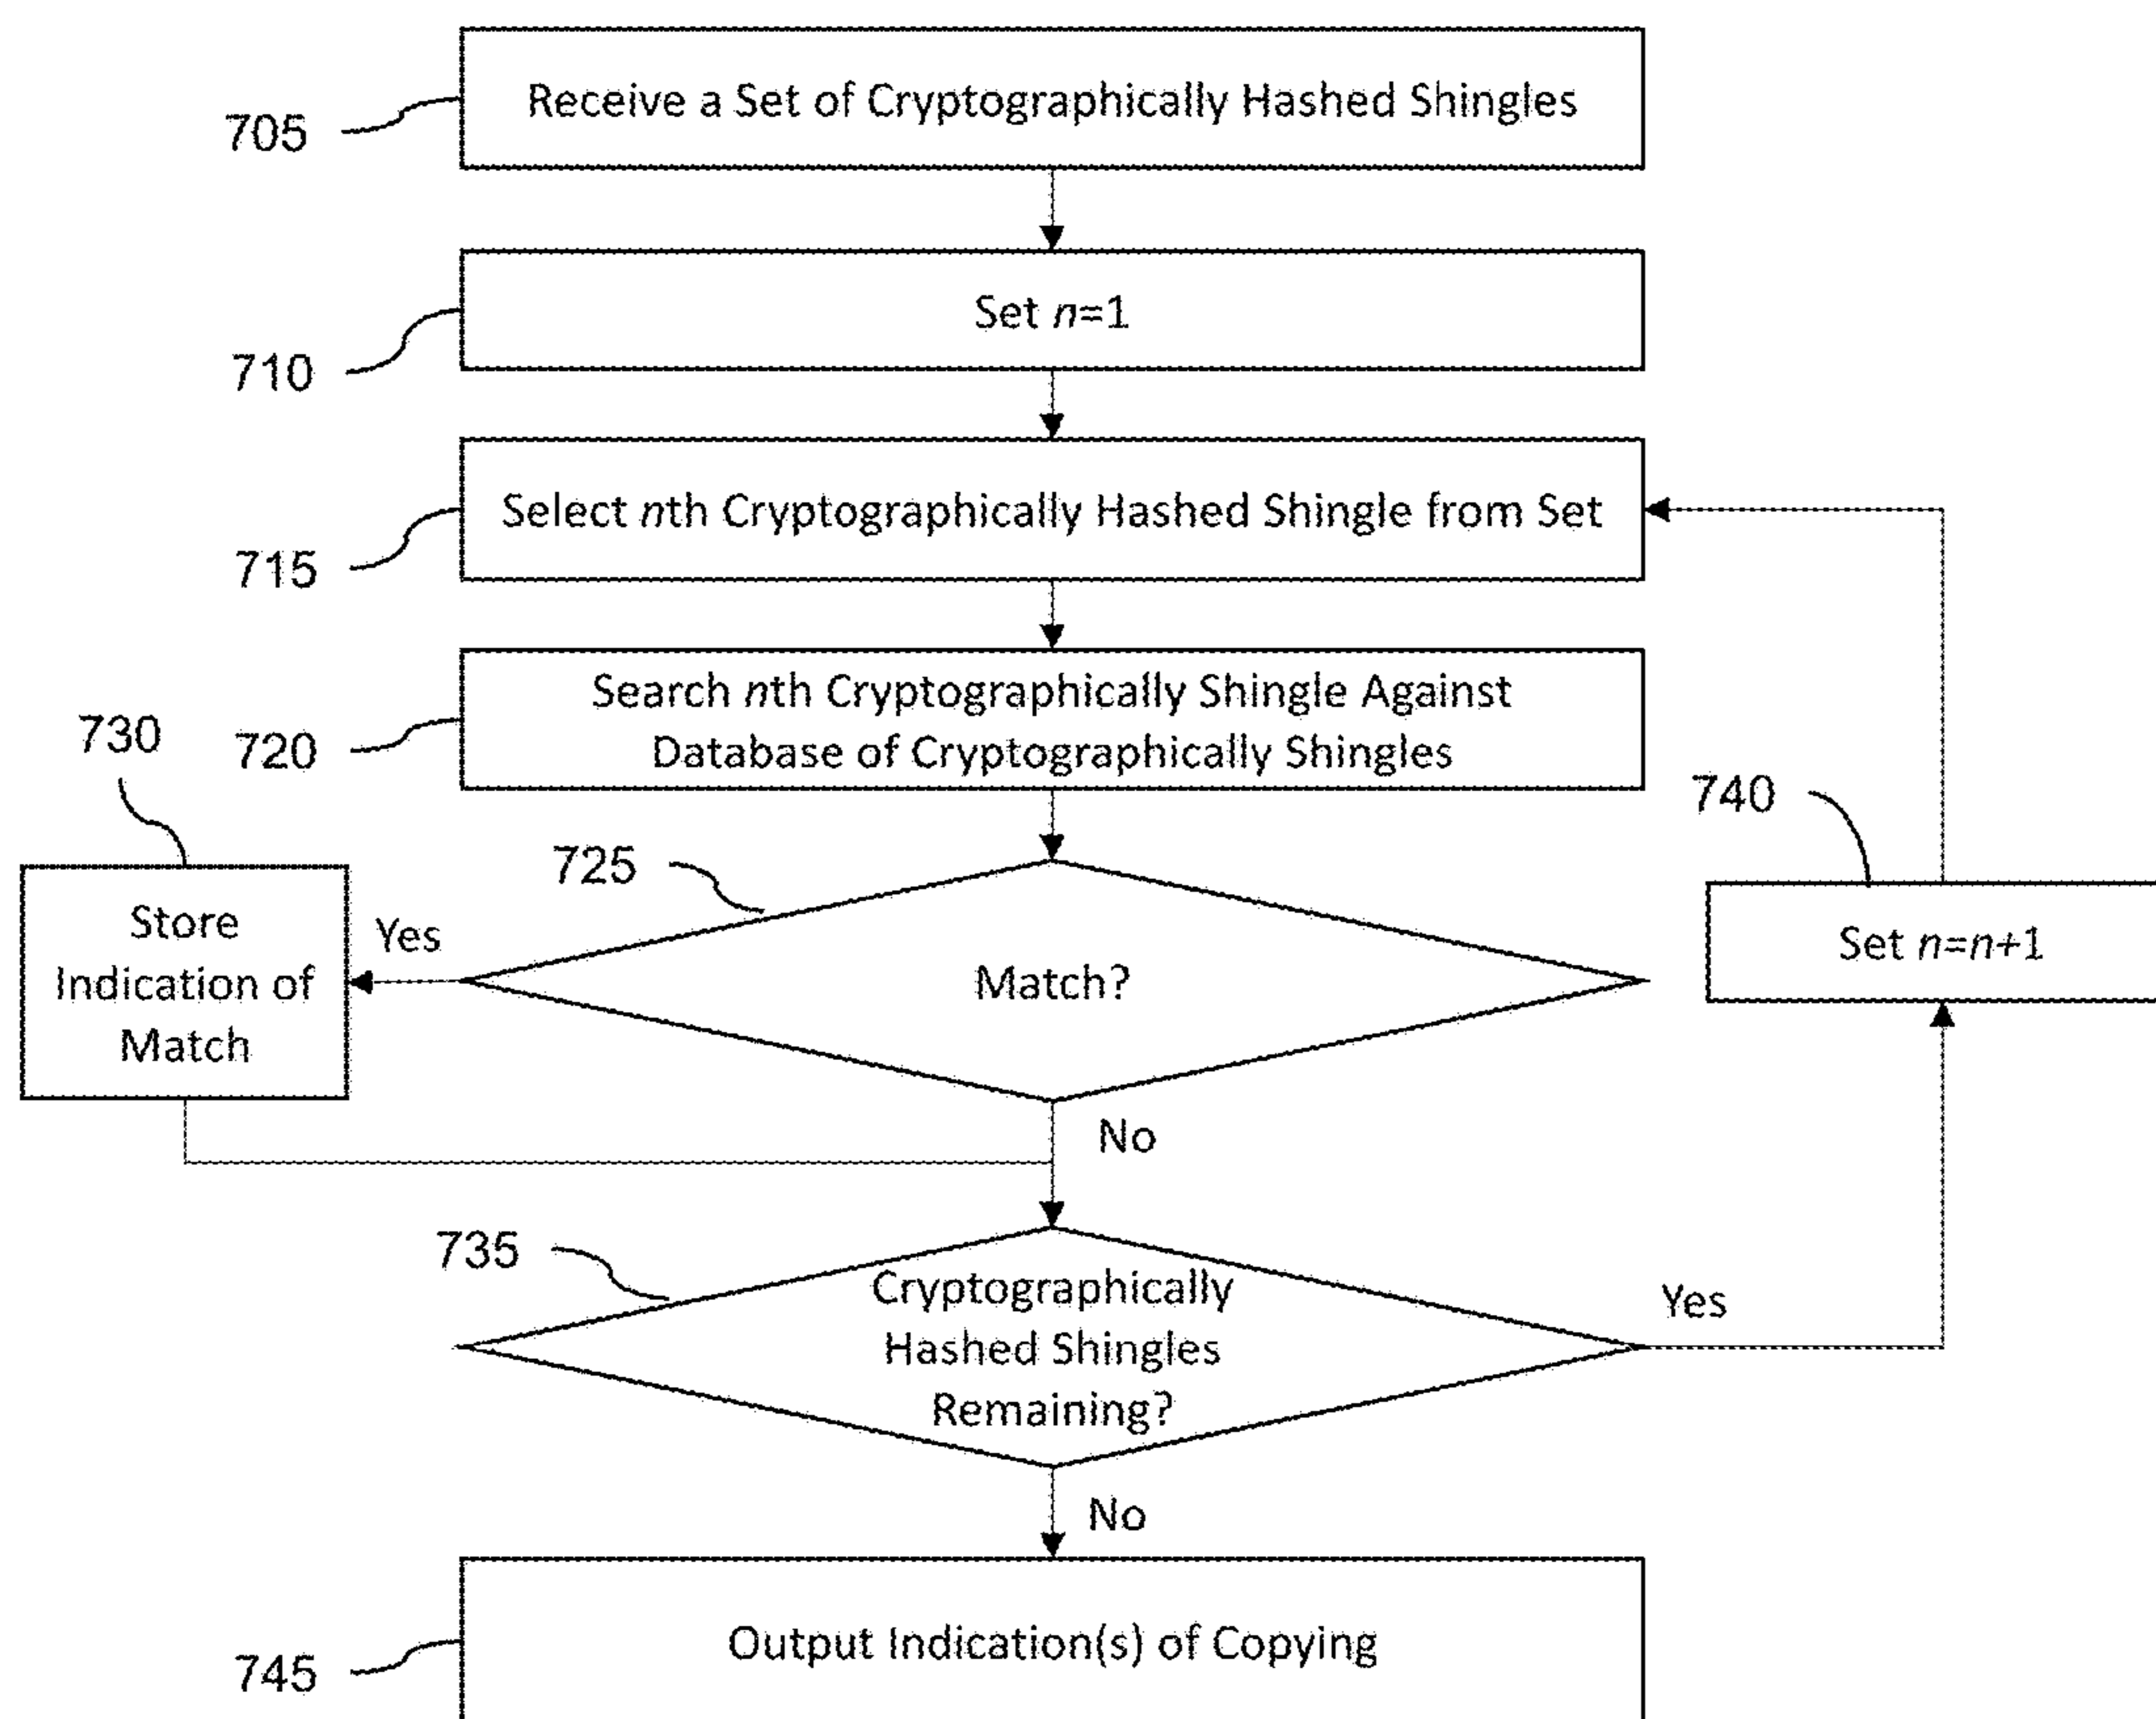 Receive a Set of Cryptographically Hashed Shingles
705
Set n=1
710
Select nth Cryptographically Hashed Shingle from Set
715
Search nth Cryptographically Shingle Against
Database of Cryptographically Shingles
720
730
740
725
Store
Indication of
Match
Yes
Match?
Set n=n+1
No
735
Cryptographically
Hashed Shingles
Remaining?
Yes
No
Output Indication(s) of Copying
745